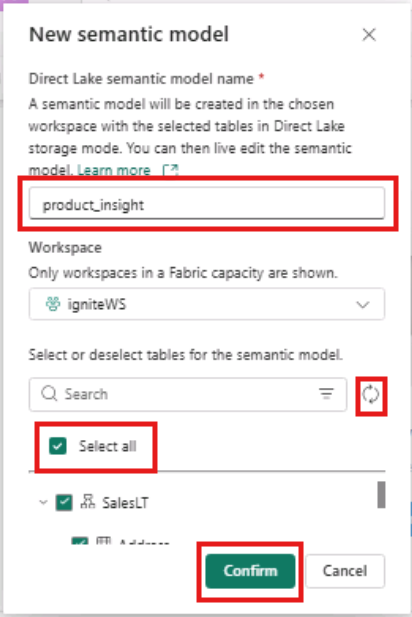 New semantic model
Direct Lake semantic model name *
A semantic model will be created in the chosen
workspace with the selected tables in Direct Lake
storage mode. You can then live edit the semantic
model. Learn more
product_insight
Workspace
Only workspaces in a Fabric capacity are shown.
igniteWS
Select or deselect tables for the semantic model.
Search
Select all
SalesLT
Address
Confirm Cancel